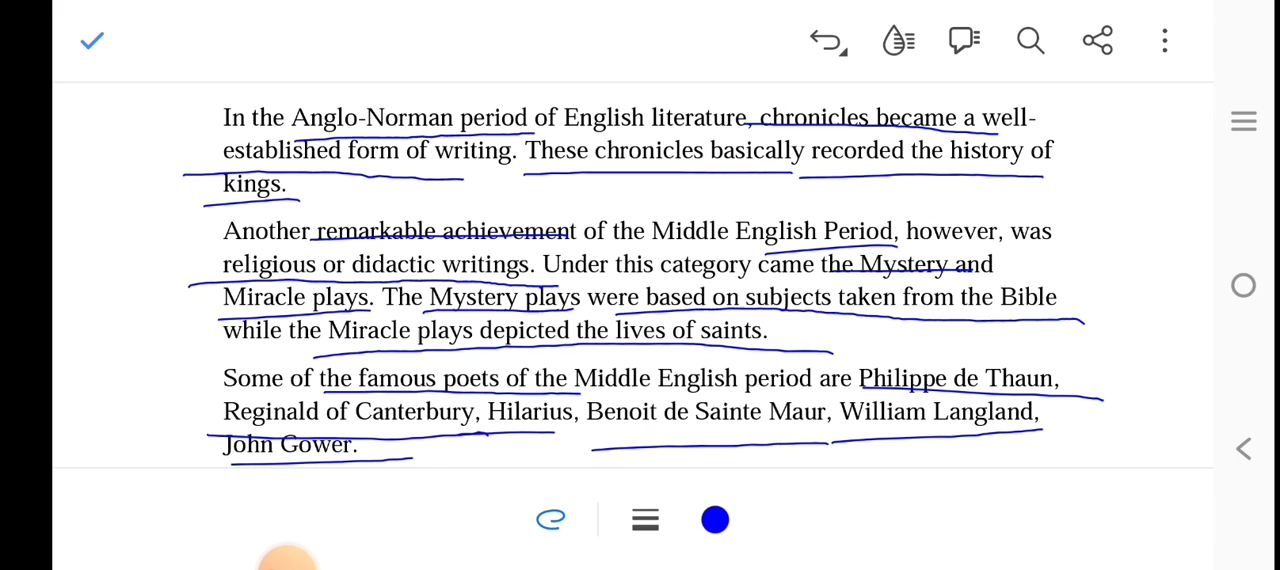 In the Anglo-Norman period of English literature, chronicles became a well-
established form of writing. These chronicles basically recorded the history of
kings.
Another remarkable achievement of the Middle English Period, however, was
religious or didactic writings. Under this category came the Mystery and
Miracle plays. The Mystery plays were based on subjects taken from the Bible
while the Miracle plays depicted the lives of saints.
Some of the famous poets of the Middle English period are Philippe de Thaun,
Reginald of Canterbury, Hilarius, Benoit de Sainte Maur, William Langland,
John Gower.